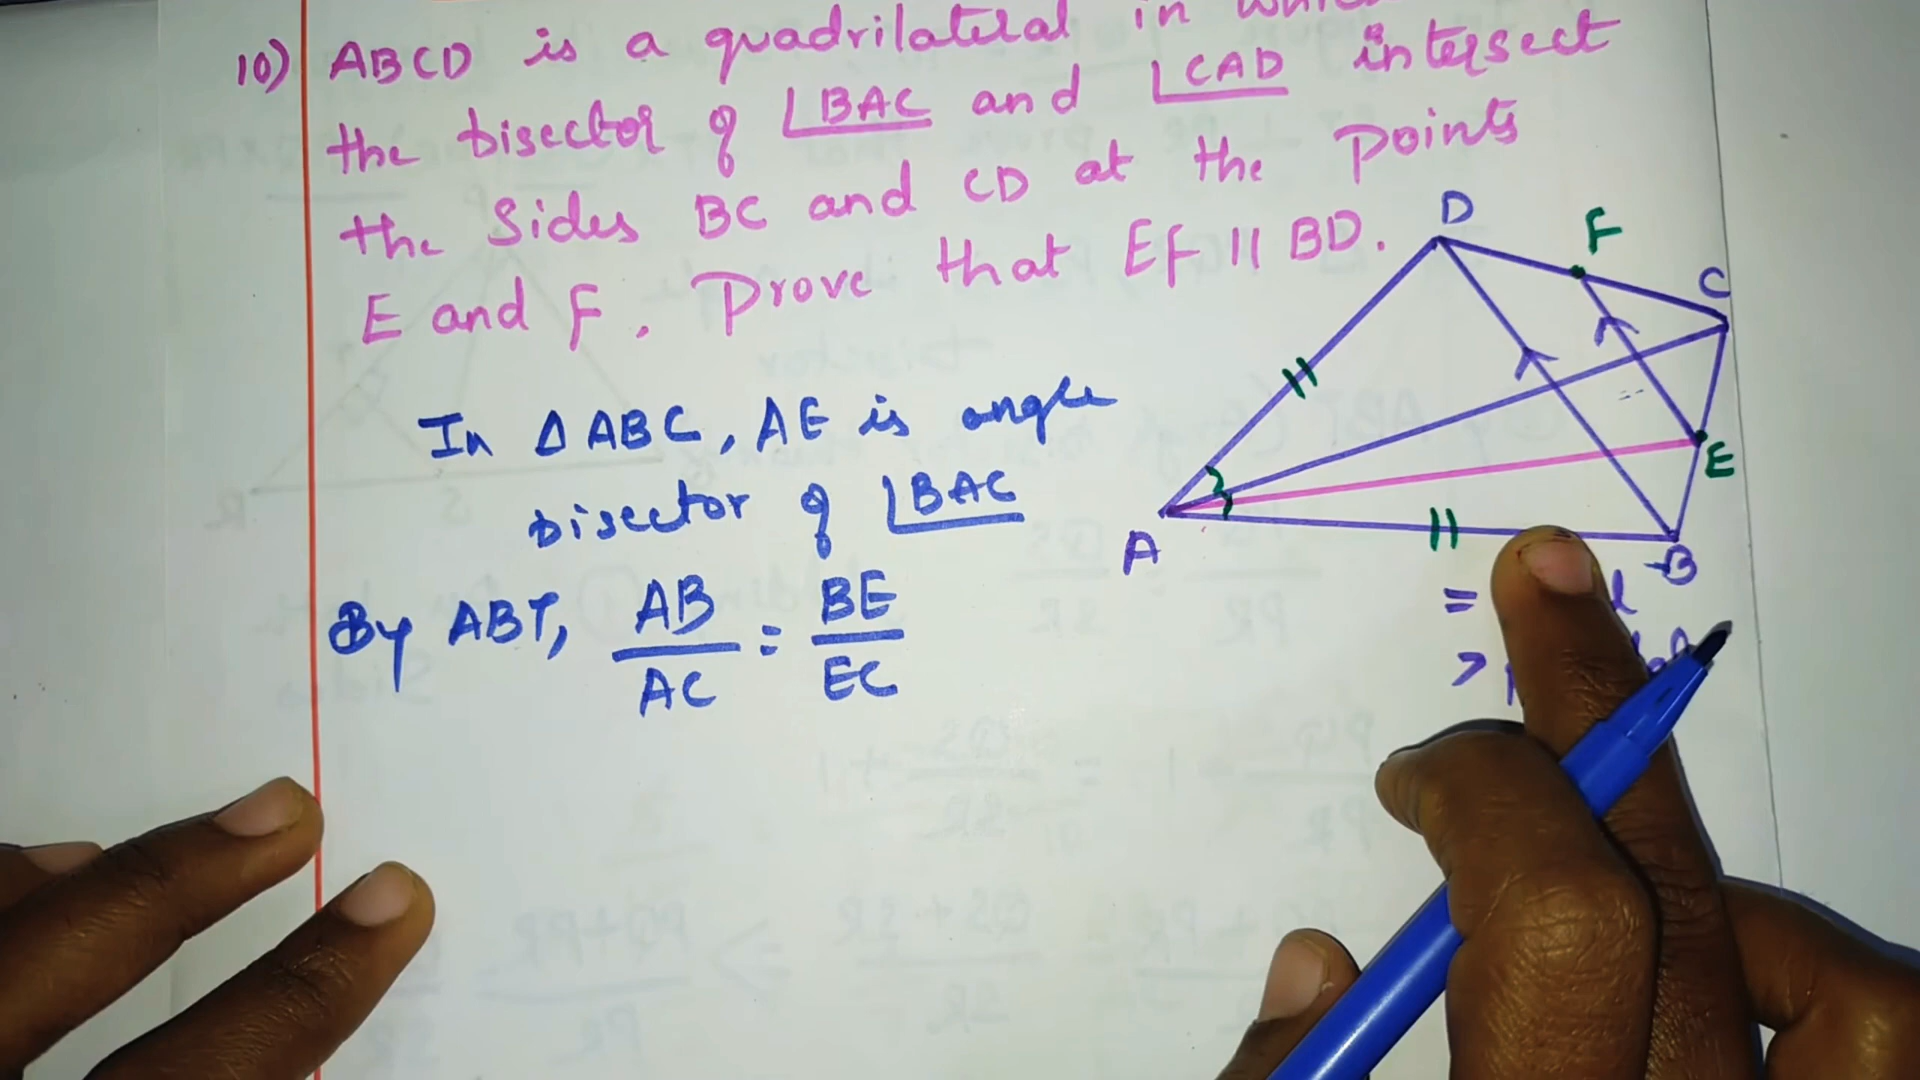 10) ABCD is a quadrilateral in which
the bisector of ∠BAC and ∠CAD intersect
the sides BC and CD at the points
E and F. Prove that EF || BD.
In Δ ABC, AE is angle
bisector of ∠BAC
By ABT, AB/AC = BE/EC
D
F
C
E
A
B
=
>